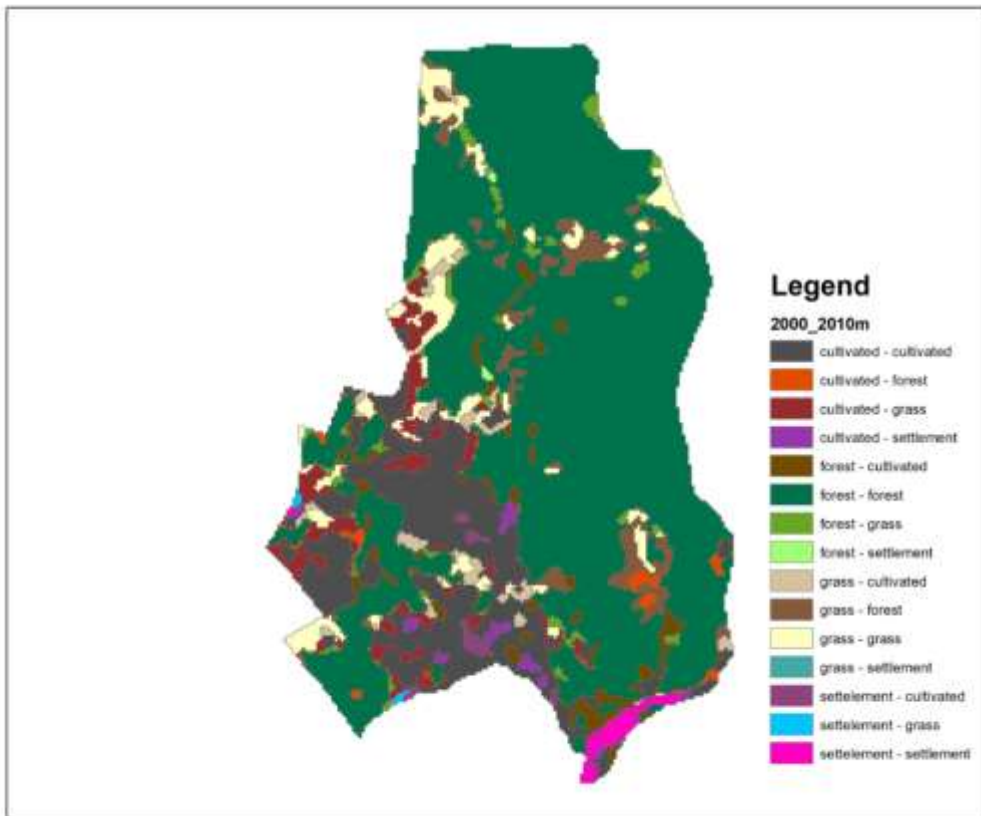 Legend
2000_2010m
cultivated - cultivated
cultivated - forest
cultivated - grass
cultivated - settlement
forest - cultivated
forest - forest
forest - grass
forest - settlement
grass - cultivated
grass - forest
grass - grass
grass - settlement
settelement - cultivated
settelement - grass
settelement - settlement